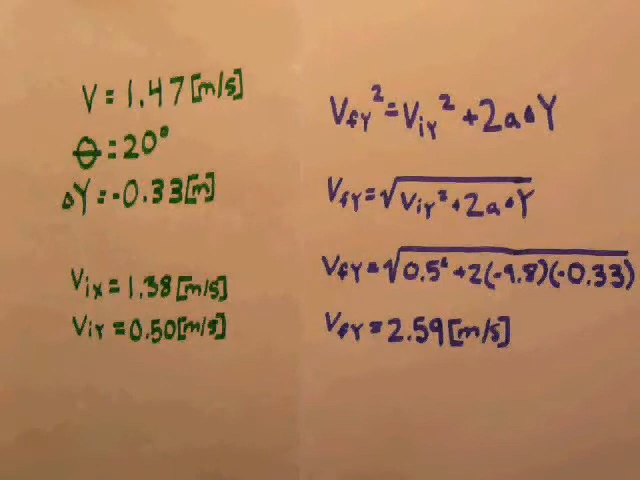 V = 1.47 [m/s]
θ = 20°
ΔY = -0.33 [m]
Vix = 1.38 [m/s]
Viy = 0.50 [m/s]
Vfy² = Viy² + 2aΔY
Vfy = √(Viy² + 2aΔY)
Vfy = √(0.5² + 2(-9.8)(-0.33))
Vfy = 2.59 [m/s]